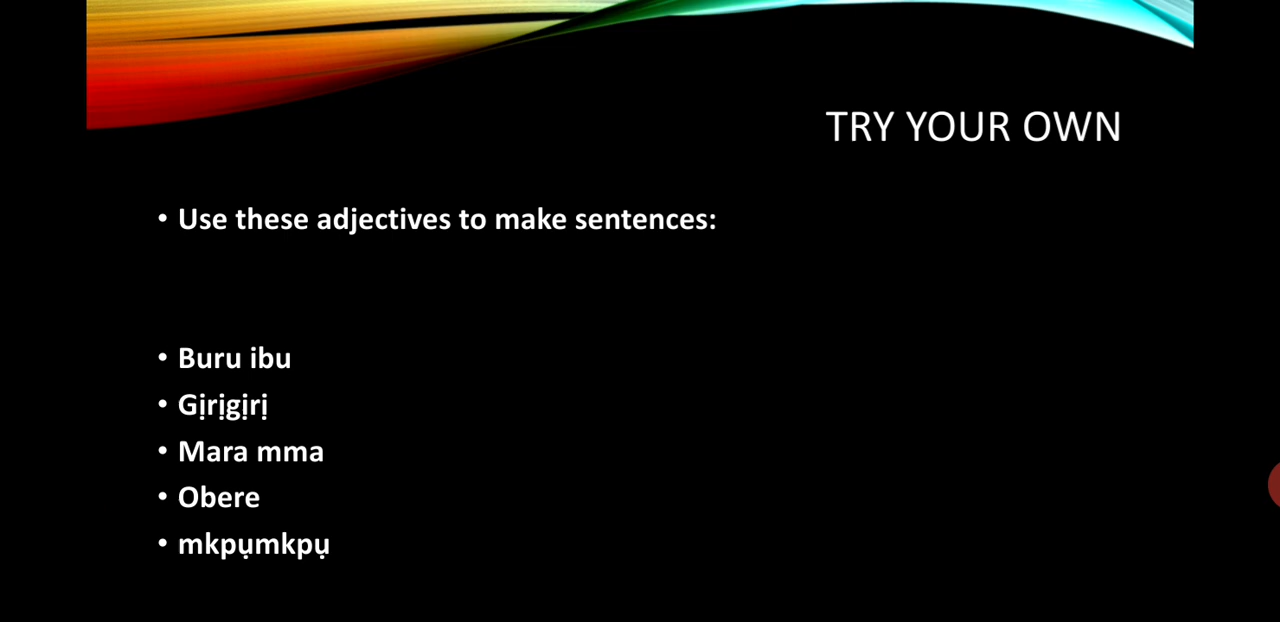 TRY YOUR OWN
• Use these adjectives to make sentences:
• Buru ibu
• Gịrịgịrị
• Mara mma
• Obere
• mkpụmkpụ